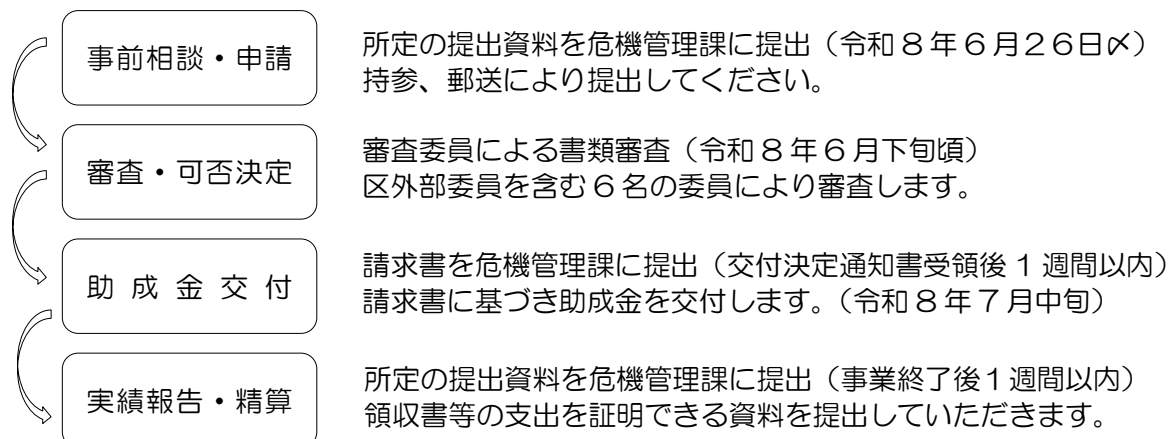 事前相談・申請
所定の提出資料を危機管理課に提出（令和８年６月２６日〆）
持参、郵送により提出してください。
審査・可否決定
審査委員による書類審査（令和８年６月下旬頃）
区外部委員を含む６名の委員により審査します。
助 成 金 交 付
請求書を危機管理課に提出（交付決定通知書受領後１週間以内）
請求書に基づき助成金を交付します。（令和８年７月中旬）
実績報告・精算
所定の提出資料を危機管理課に提出（事業終了後１週間以内）
領収書等の支出を証明できる資料を提出していただきます。